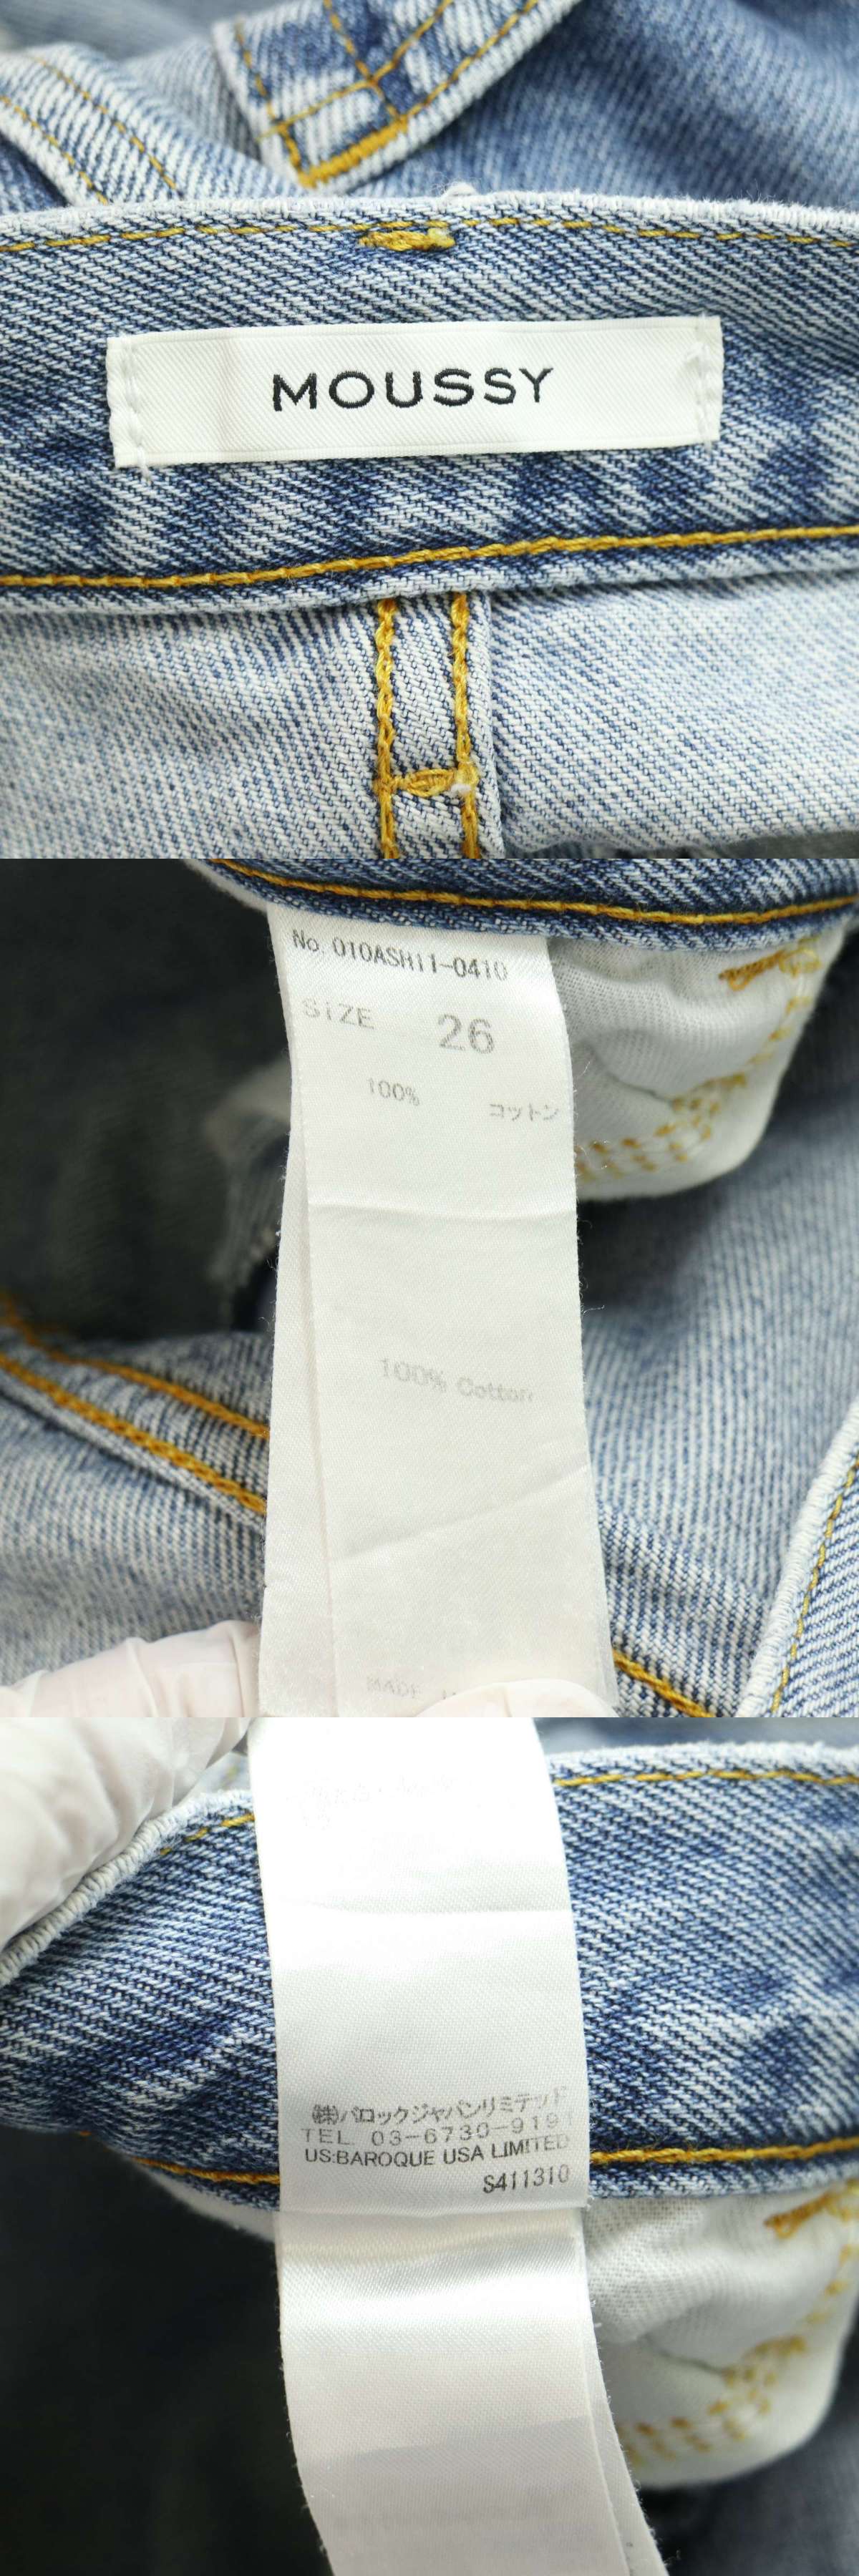 MOUSSY
No. 010ASH11-0410
SIZE 26
100% コットン
100% Cotton
MADE
㈱バロックジャパンリミテッド
TEL 03-6730-9191
US:BAROQUE USA LIMITED
S411310